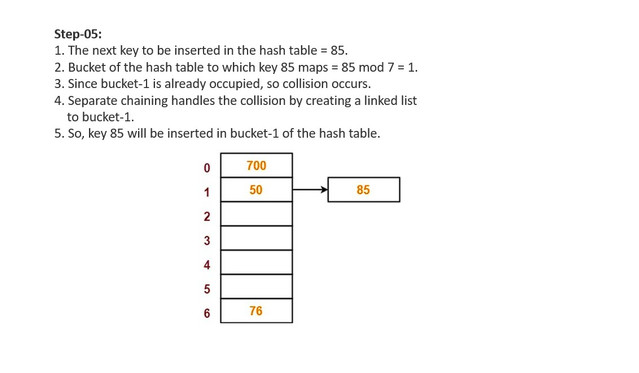 Step-05:
1. The next key to be inserted in the hash table = 85.
2. Bucket of the hash table to which key 85 maps = 85 mod 7 = 1.
3. Since bucket-1 is already occupied, so collision occurs.
4. Separate chaining handles the collision by creating a linked list
to bucket-1.
5. So, key 85 will be inserted in bucket-1 of the hash table.
0 700
1 50 85
2
3
4
5
6 76